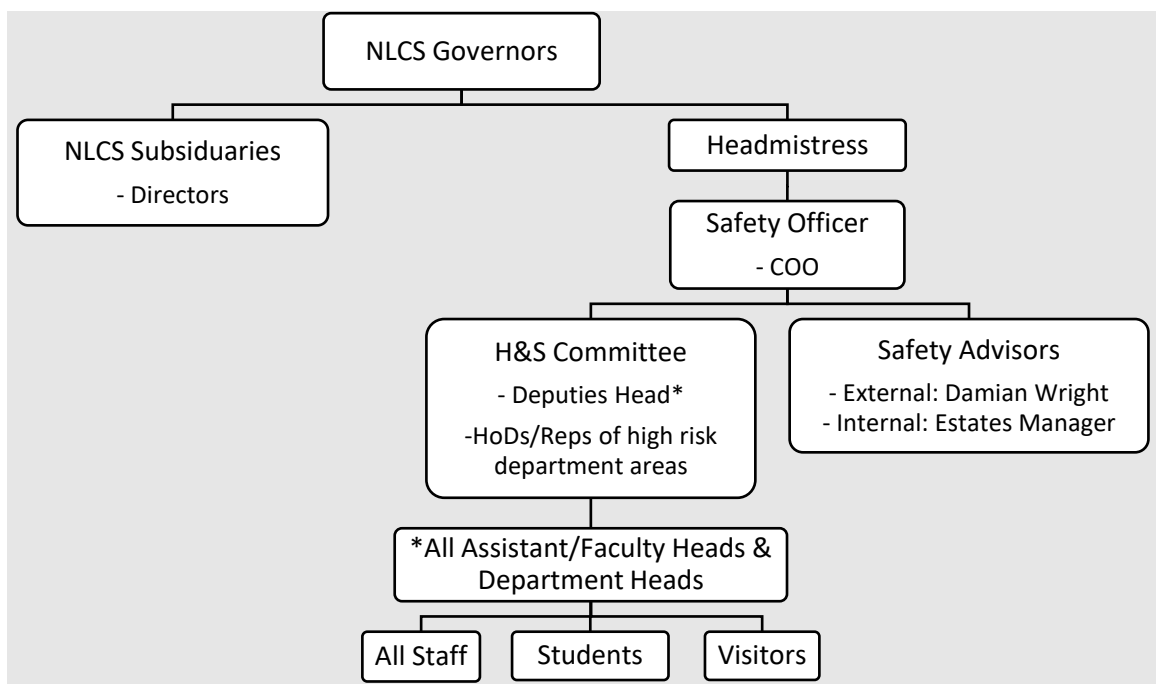 NLCS Governors
NLCS Subsiduaries
- Directors
Headmistress
Safety Officer
- COO
H&S Committee
- Deputies Head*
-HoDs/Reps of high risk
department areas
Safety Advisors
- External: Damian Wright
- Internal: Estates Manager
*All Assistant/Faculty Heads &
Department Heads
All Staff
Students
Visitors